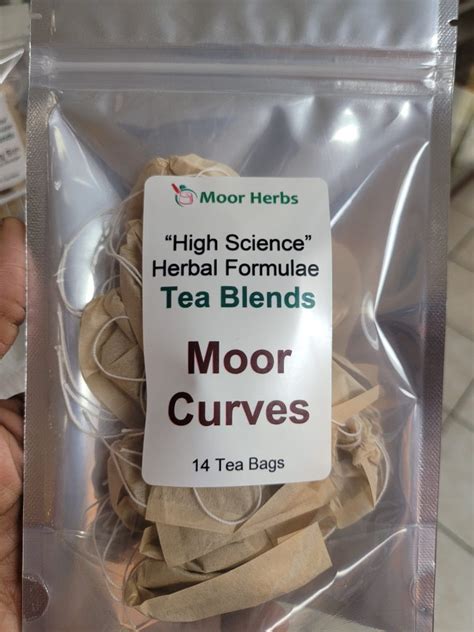 Moor Herbs
"High Science"
Herbal Formulae
Tea Blends
Moor
Curves
14 Tea Bags